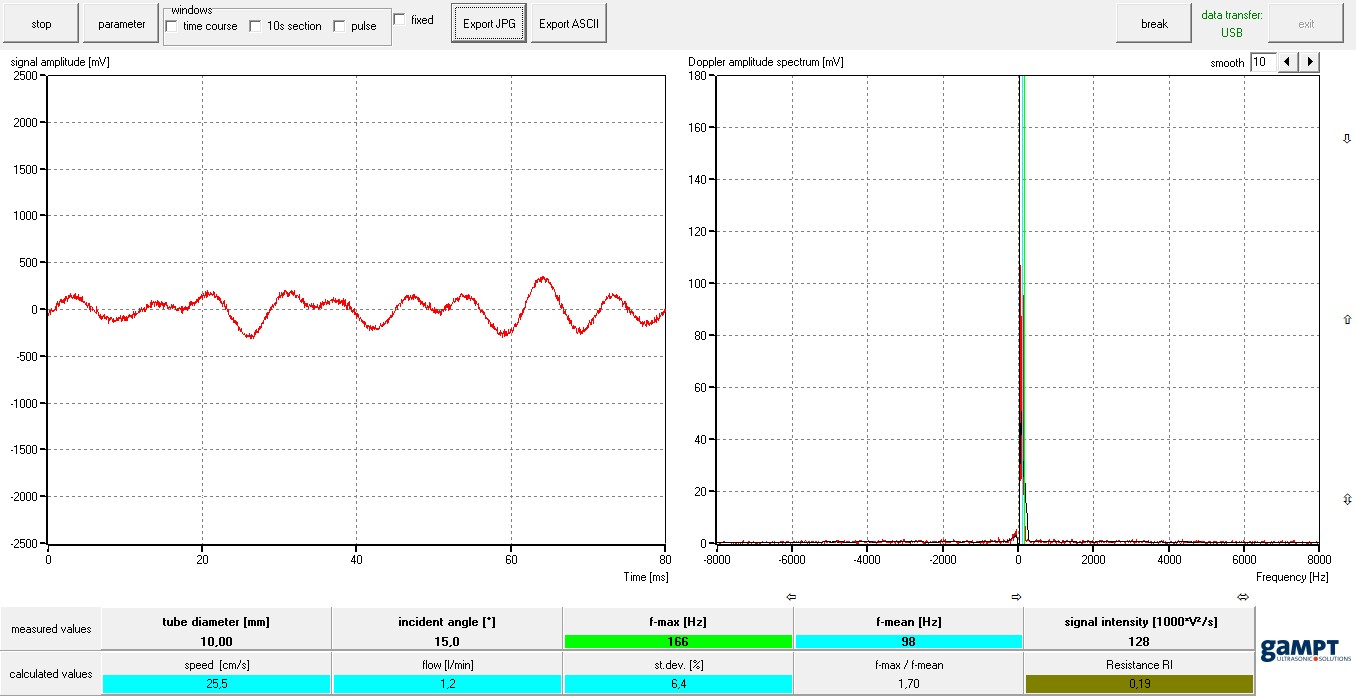 stop
parameter
windows
time course
10s section
pulse
fixed
Export JPG
Export ASCII
break
data transfer:
USB
exit
signal amplitude [mV]
2500
2000
1500
1000
500
0
-500
-1000
-1500
-2000
-2500
0 20 40 60 80
Time [ms]
Doppler amplitude spectrum [mV]
smooth 10
180
160
140
120
100
80
60
40
20
0
-8000 -6000 -4000 -2000 0 2000 4000 6000 8000
Frequency [Hz]
measured values
tube diameter [mm] incident angle [°] f-max [Hz] f-mean [Hz] signal intensity [1000*V²/s]
10,00 15,0 166 98 128
calculated values
speed [cm/s] flow [l/min] st.dev. [%] f-max / f-mean Resistance RI
25,5 1,2 6,4 1,70 0,19
gAMPT
ULTRASONIC SOLUTIONS